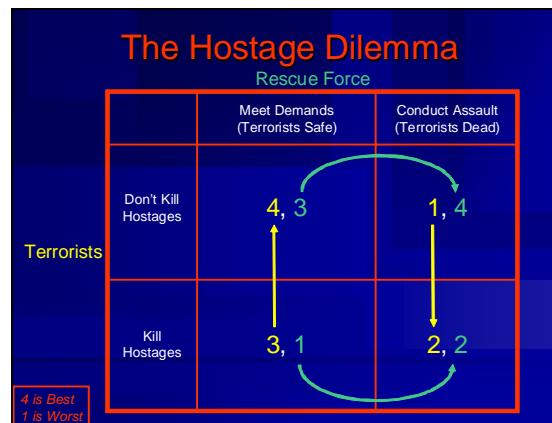 The Hostage Dilemma
Rescue Force
Meet Demands
(Terrorists Safe)
Conduct Assault
(Terrorists Dead)
Don't Kill
Hostages
4, 3
1, 4
Terrorists
Kill
Hostages
3, 1
2, 2
4 is Best
1 is Worst